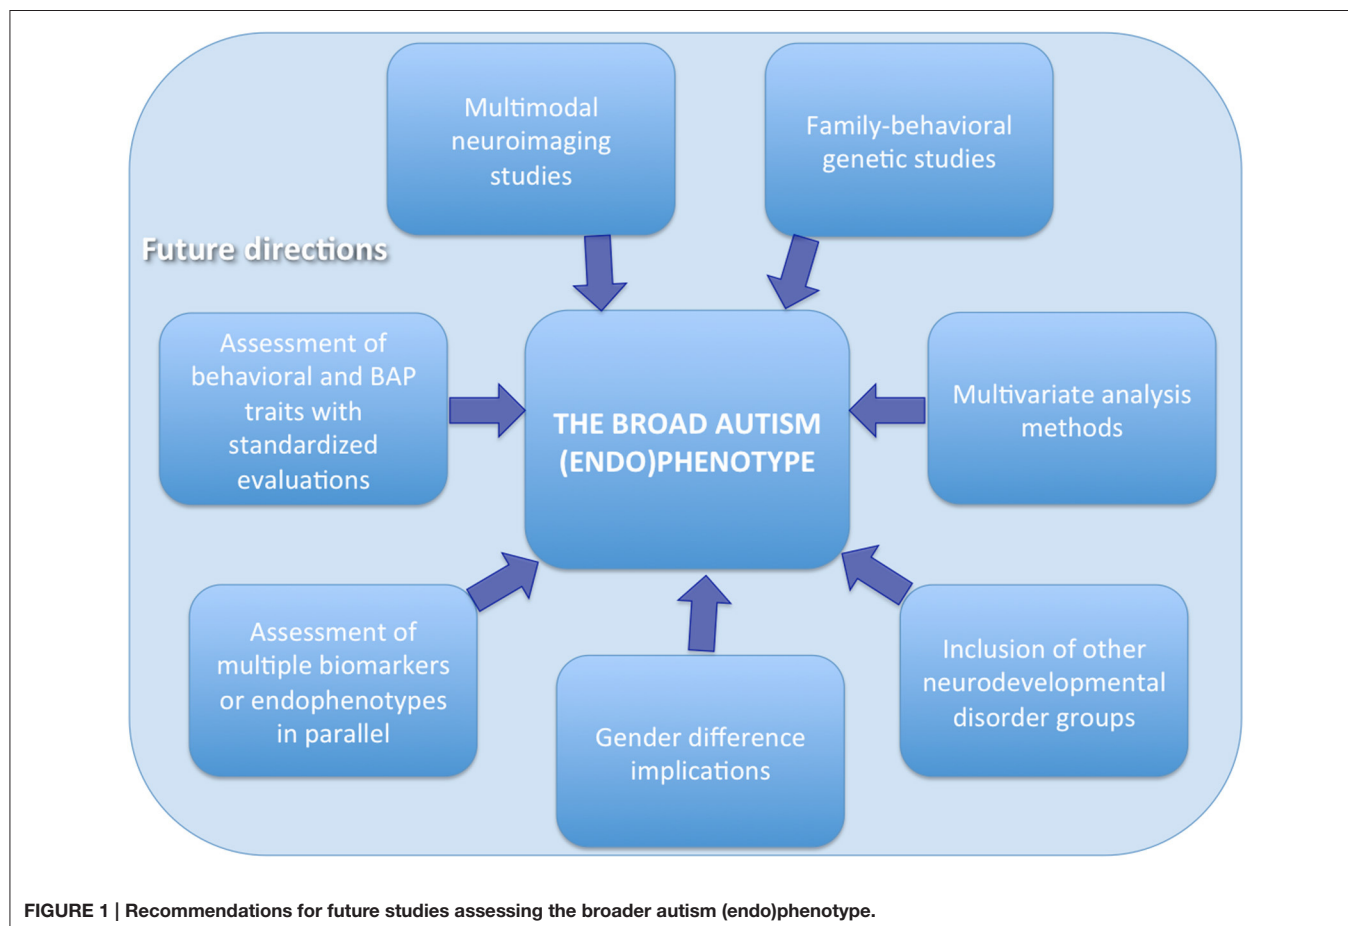 Multimodal
neuroimaging
studies
Family-behavioral
genetic studies
Future directions
Assessment of
behavioral and BAP
traits with
standardized
evaluations
THE BROAD AUTISM
(ENDO)PHENOTYPE
Multivariate analysis
methods
Assessment of
multiple biomarkers
or endophenotypes
in parallel
Gender difference
implications
Inclusion of other
neurodevelopmental
disorder groups
FIGURE 1 | Recommendations for future studies assessing the broader autism (endo)phenotype.